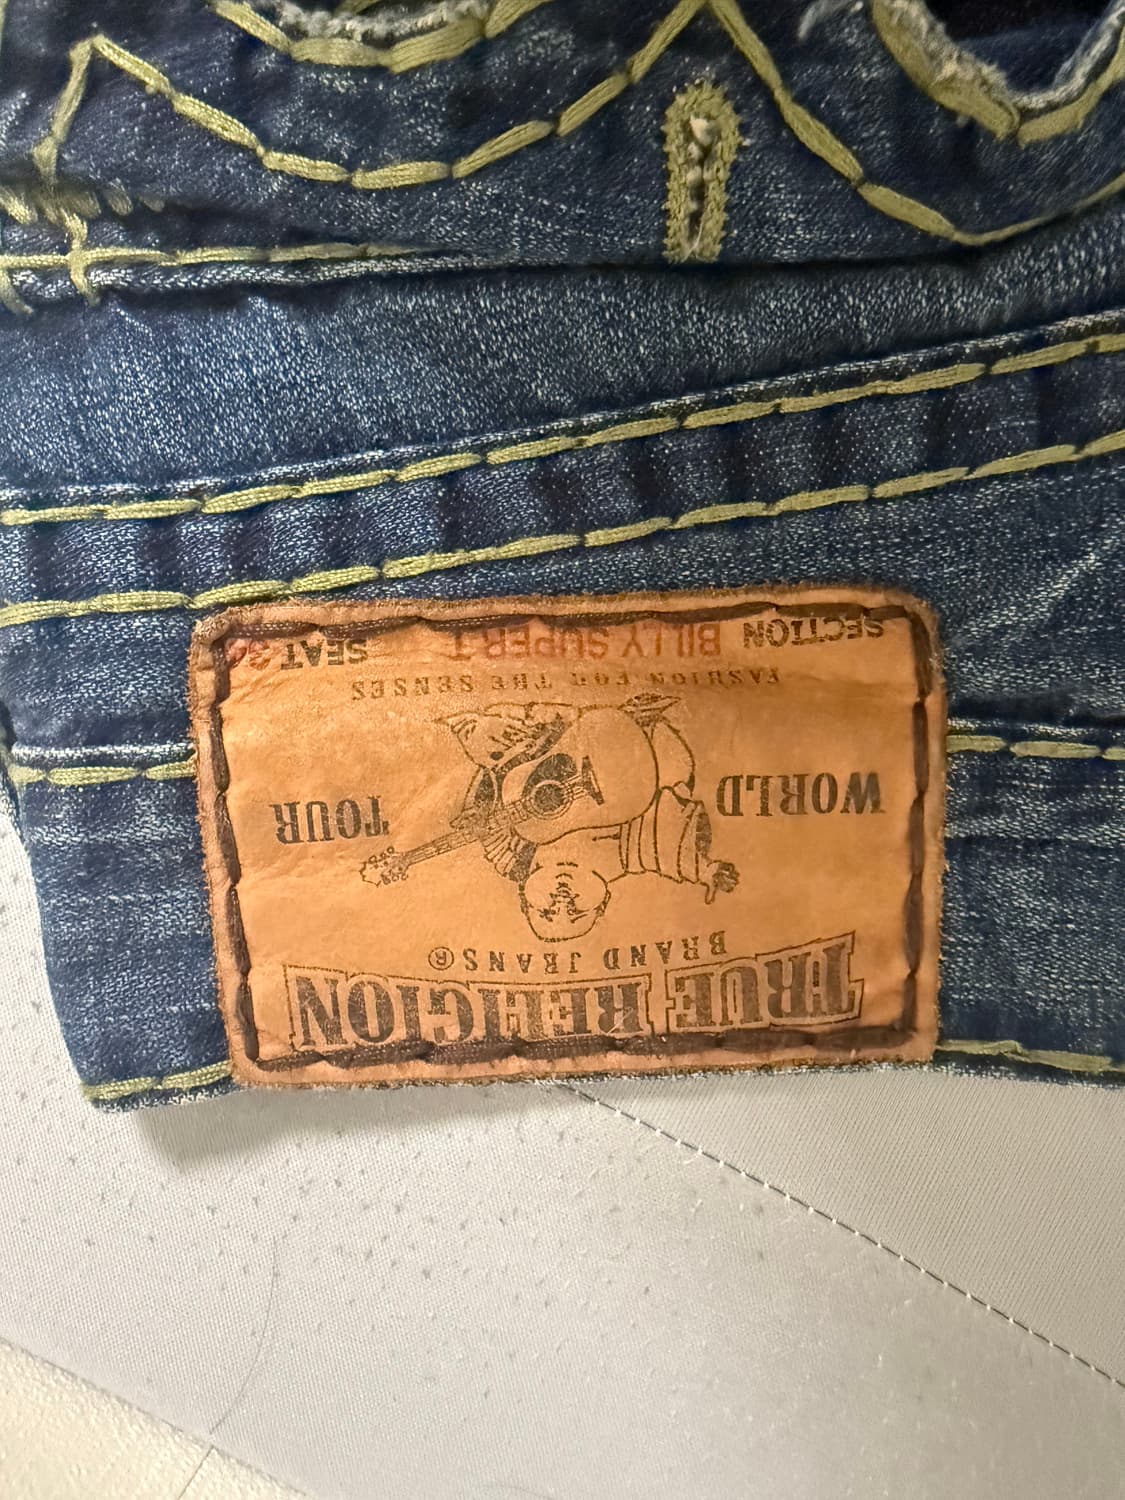 TRUE RELIGION
BRAND JEANS®
WORLD TOUR
FASHION FOR THE SENSES
SECTION BILLY SUPER T SEAT